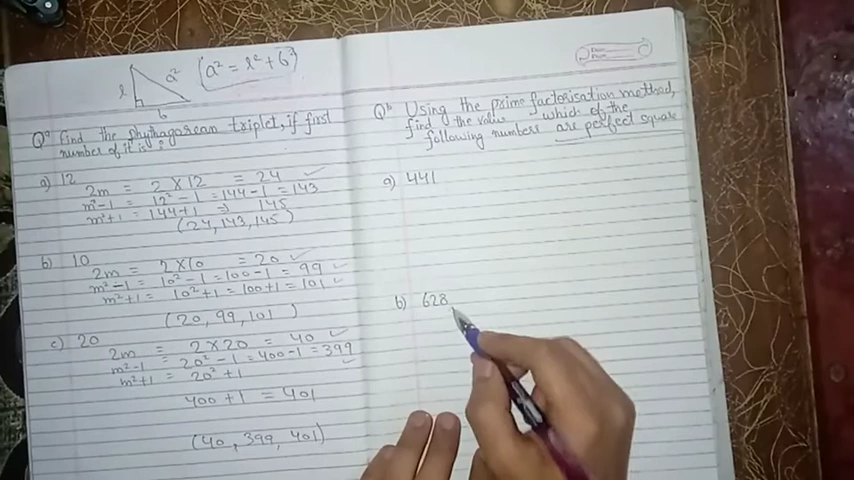 l
a²
b
(a² = l² + b²)
Qᵃ Find the phythagorean triplet, if first
number of it is :
a) 12
2m = 2 × 12 = 24
m²-1 = 12² - 1 = 144 - 1 = 143
m²+1 = 144+1 ⇒ 145
(24, 143, 145)
b) 10
2m = 2×10 = 20
m²-1 = 10² - 1 = 100 - 1 = 99
m²+1 = 10²+1 = 100+1 = 101
(20, 99, 101)
c) 20
2m = 2×20 = 40
m²-1 = 20² - 1 = 400 - 1 = 399
m²+1 = 20² + 1
400 + 1 = 401
(40, 399, 401)
Qᵇ Using the prime factorisation method,
find the value which of the
following numbers are perfect square
a) 441
b) 628